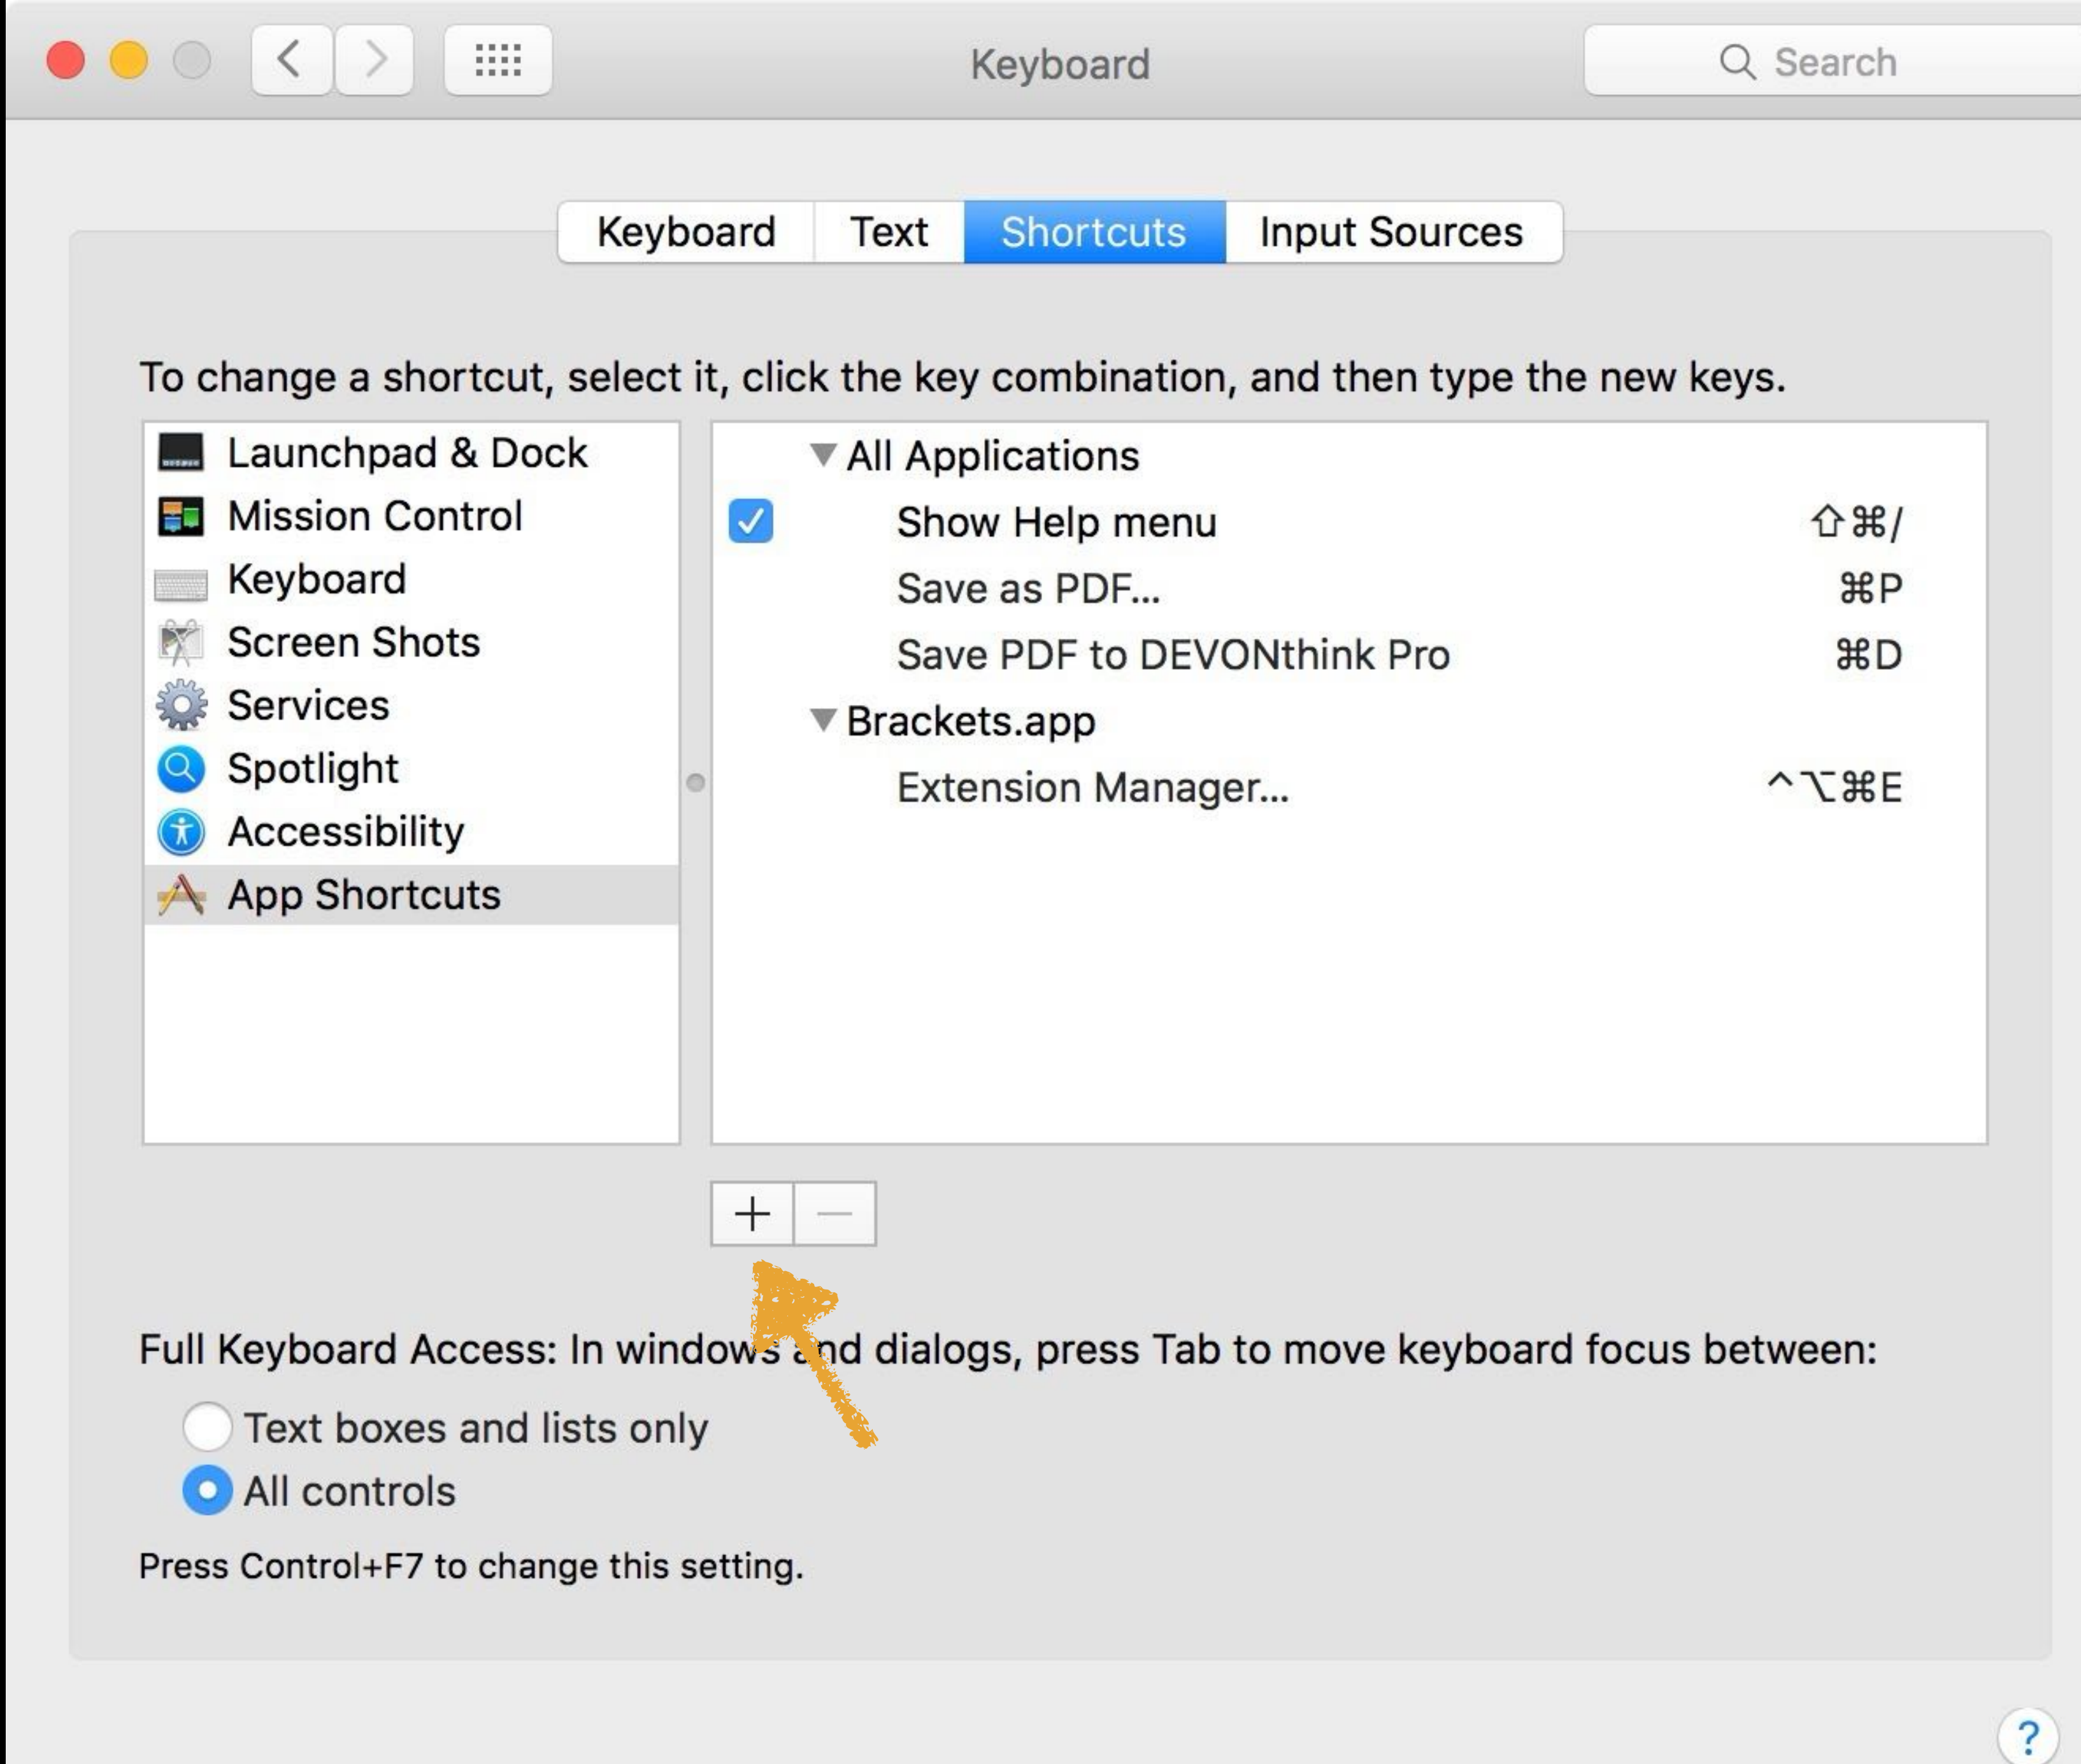 Keyboard
Search
Keyboard Text Shortcuts Input Sources
To change a shortcut, select it, click the key combination, and then type the new keys.
Launchpad & Dock
Mission Control
Keyboard
Screen Shots
Services
Spotlight
Accessibility
App Shortcuts
All Applications
Show Help menu ⇧⌘/
Save as PDF... ⌘P
Save PDF to DEVONthink Pro ⌘D
Brackets.app
Extension Manager... ^⌥⌘E
+ −
Full Keyboard Access: In windows and dialogs, press Tab to move keyboard focus between:
Text boxes and lists only
All controls
Press Control+F7 to change this setting.
?